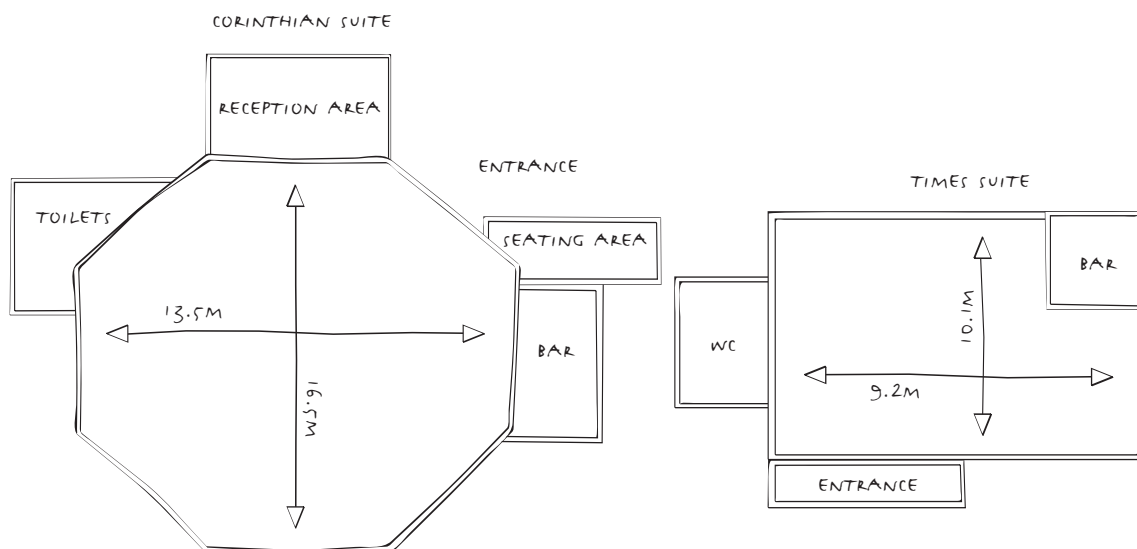 CORINTHIAN SUITE
RECEPTION AREA
ENTRANCE
TOILETS
SEATING AREA
13.5M
BAR
16.5M
TIMES SUITE
BAR
10.1M
WC
9.2M
ENTRANCE